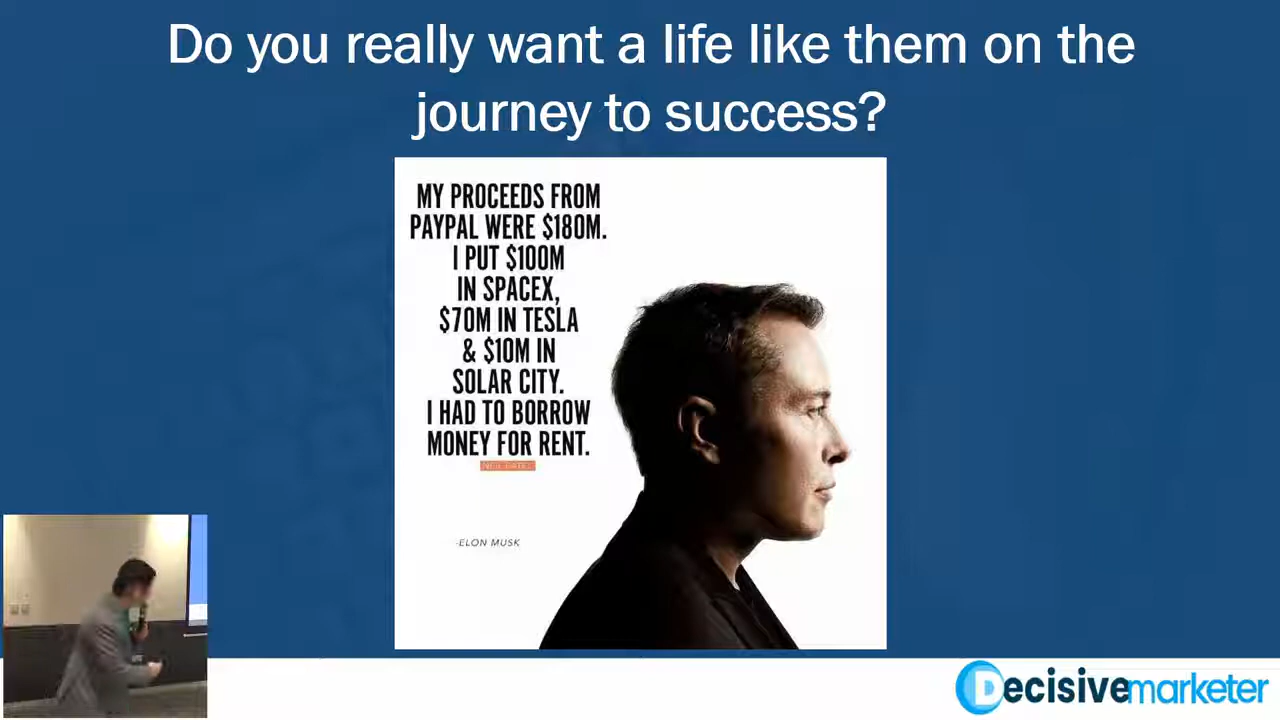 Do you really want a life like them on the
journey to success?
MY PROCEEDS FROM
PAYPAL WERE $180M.
I PUT $100M
IN SPACEX,
$70M IN TESLA
& $10M IN
SOLAR CITY.
I HAD TO BORROW
MONEY FOR RENT.
-ELON MUSK
Decisivemarketer